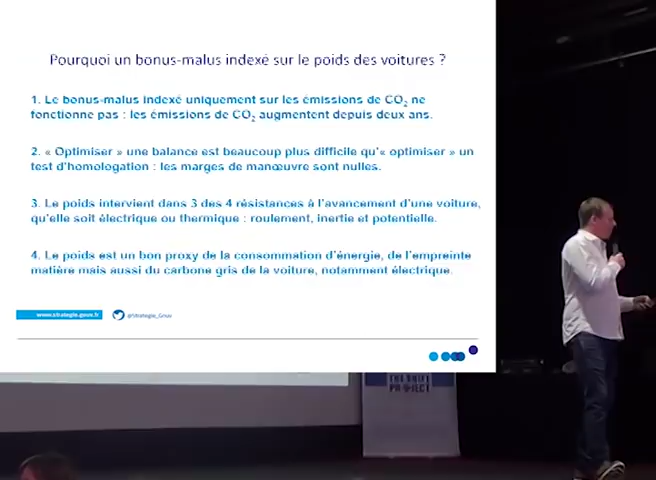 Pourquoi un bonus-malus indexé sur le poids des voitures ?
1. Le bonus-malus indexé uniquement sur les émissions de CO₂ ne
fonctionne pas : les émissions de CO₂ augmentent depuis deux ans.
2. « Optimiser » une balance est beaucoup plus difficile qu'« optimiser » un
test d'homologation : les marges de manœuvre sont nulles.
3. Le poids intervient dans 3 des 4 résistances à l'avancement d'une voiture,
qu'elle soit électrique ou thermique : roulement, inertie et potentielle.
4. Le poids est un bon proxy de la consommation d'énergie, de l'empreinte
matière mais aussi du carbone gris de la voiture, notamment électrique.
www.strategie.gouv.fr @Strategie_Gouv
THE SHIFT
PROJECT